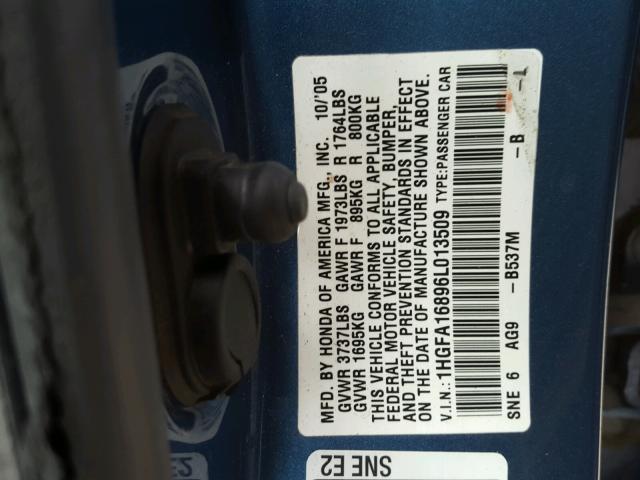 MFD. BY HONDA OF AMERICA MFG., INC. 10/'05
GVWR 3737LBS GAWR F 1973LBS R 1764LBS
GVWR 1695KG GAWR F 895KG R 800KG
THIS VEHICLE CONFORMS TO ALL APPLICABLE
FEDERAL MOTOR VEHICLE SAFETY, BUMPER,
AND THEFT PREVENTION STANDARDS IN EFFECT
ON THE DATE OF MANUFACTURE SHOWN ABOVE.
V.I.N.: 1HGFA16896L013509 TYPE:PASSENGER CAR
SNE 6 AG9 - B537M - B - L
SNE E2